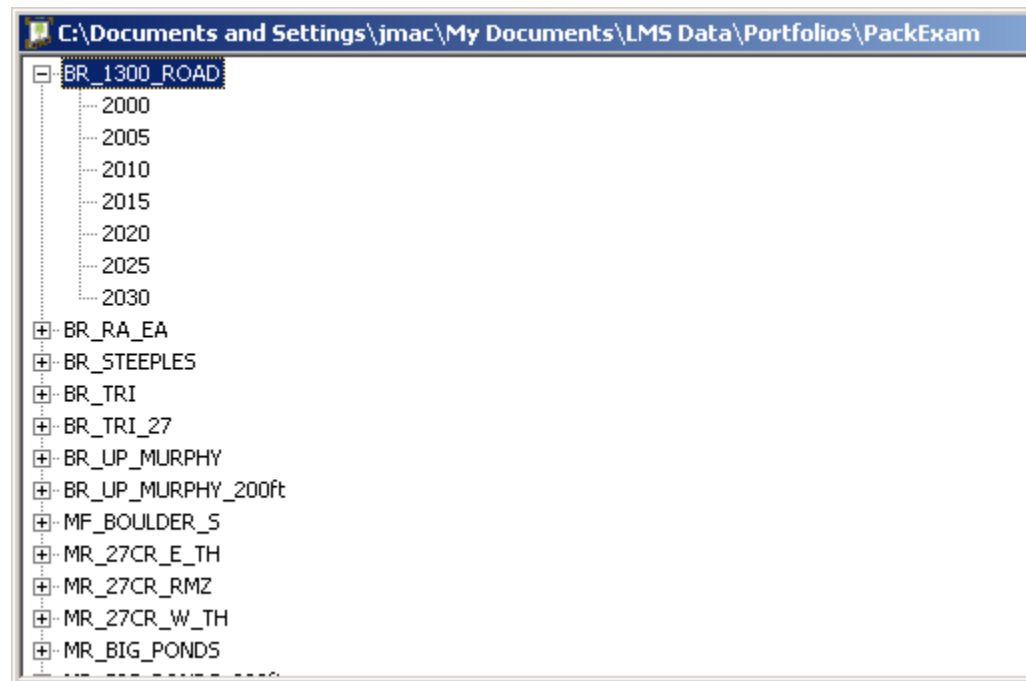 C:\Documents and Settings\jmac\My Documents\LMS Data\Portfolios\PackExam
BR_1300_ROAD
2000
2005
2010
2015
2020
2025
2030
BR_RA_EA
BR_STEEPLES
BR_TRI
BR_TRI_27
BR_UP_MURPHY
BR_UP_MURPHY_200ft
MF_BOULDER_S
MR_27CR_E_TH
MR_27CR_RMZ
MR_27CR_W_TH
MR_BIG_PONDS